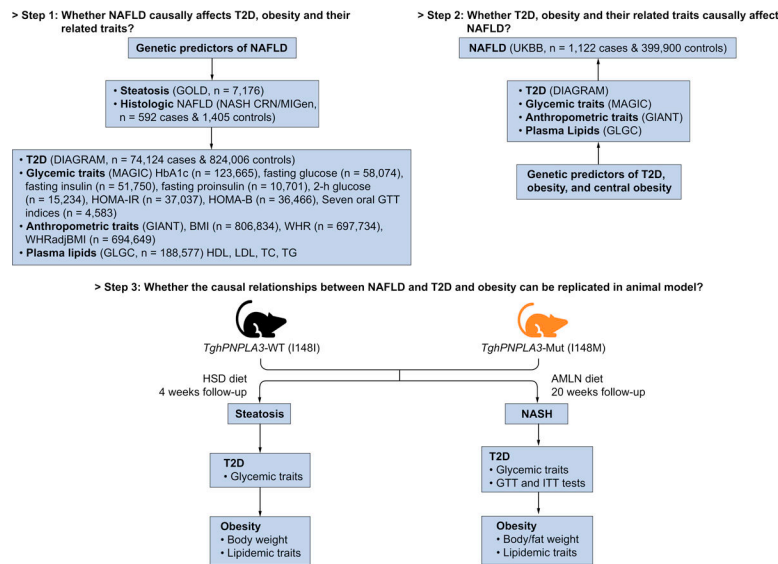 > Step 1: Whether NAFLD causally affects T2D, obesity and their
related traits?
Genetic predictors of NAFLD
• Steatosis (GOLD, n = 7,176)
• Histologic NAFLD (NASH CRN/MIGen,
n = 592 cases & 1,405 controls)
• T2D (DIAGRAM, n = 74,124 cases & 824,006 controls)
• Glycemic traits (MAGIC) HbA1c (n = 123,665), fasting glucose (n = 58,074),
fasting insulin (n = 51,750), fasting proinsulin (n = 10,701), 2-h glucose
(n = 15,234), HOMA-IR (n = 37,037), HOMA-B (n = 36,466), Seven oral GTT
indices (n = 4,583)
• Anthropometric traits (GIANT), BMI (n = 806,834), WHR (n = 697,734),
WHRadjBMI (n = 694,649)
• Plasma lipids (GLGC, n = 188,577) HDL, LDL, TC, TG
> Step 2: Whether T2D, obesity and their related traits causally affect
NAFLD?
NAFLD (UKBB, n = 1,122 cases & 399,900 controls)
• T2D (DIAGRAM)
• Glycemic traits (MAGIC)
• Anthropometric traits (GIANT)
• Plasma Lipids (GLGC)
Genetic predictors of T2D,
obesity, and central obesity
> Step 3: Whether the causal relationships between NAFLD and T2D and obesity can be replicated in animal model?
TghPNPLA3-WT (I148I)
TghPNPLA3-Mut (I148M)
HSD diet
4 weeks follow-up
AMLN diet
20 weeks follow-up
Steatosis
NASH
T2D
• Glycemic traits
T2D
• Glycemic traits
• GTT and ITT tests
Obesity
• Body weight
• Lipidemic traits
Obesity
• Body/fat weight
• Lipidemic traits